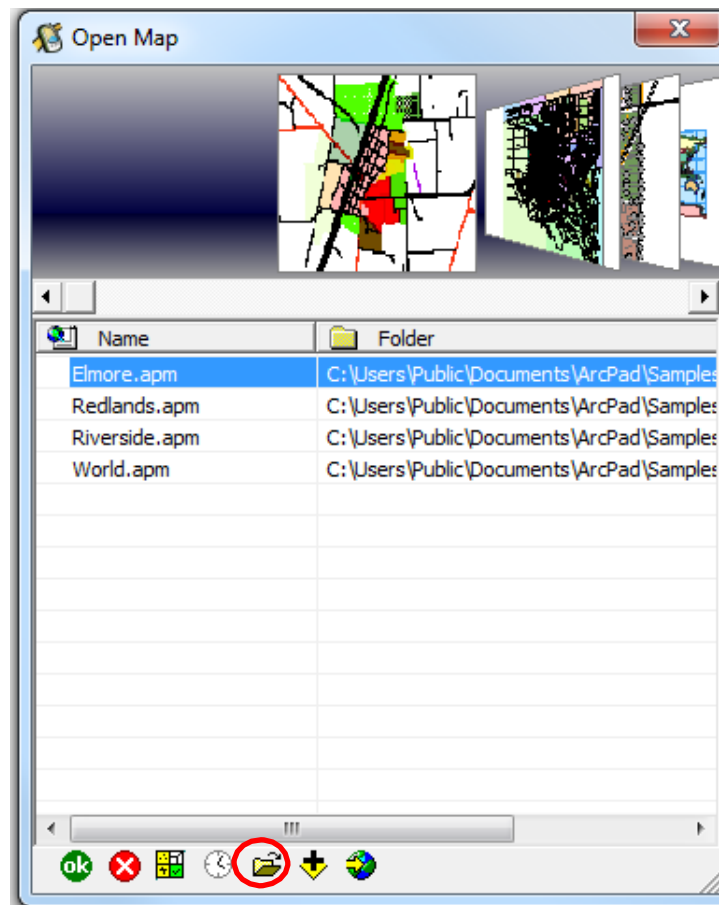 Open Map
Name Folder
Elmore.apm C:\Users\Public\Documents\ArcPad\Samples
Redlands.apm C:\Users\Public\Documents\ArcPad\Samples
Riverside.apm C:\Users\Public\Documents\ArcPad\Samples
World.apm C:\Users\Public\Documents\ArcPad\Samples
ok